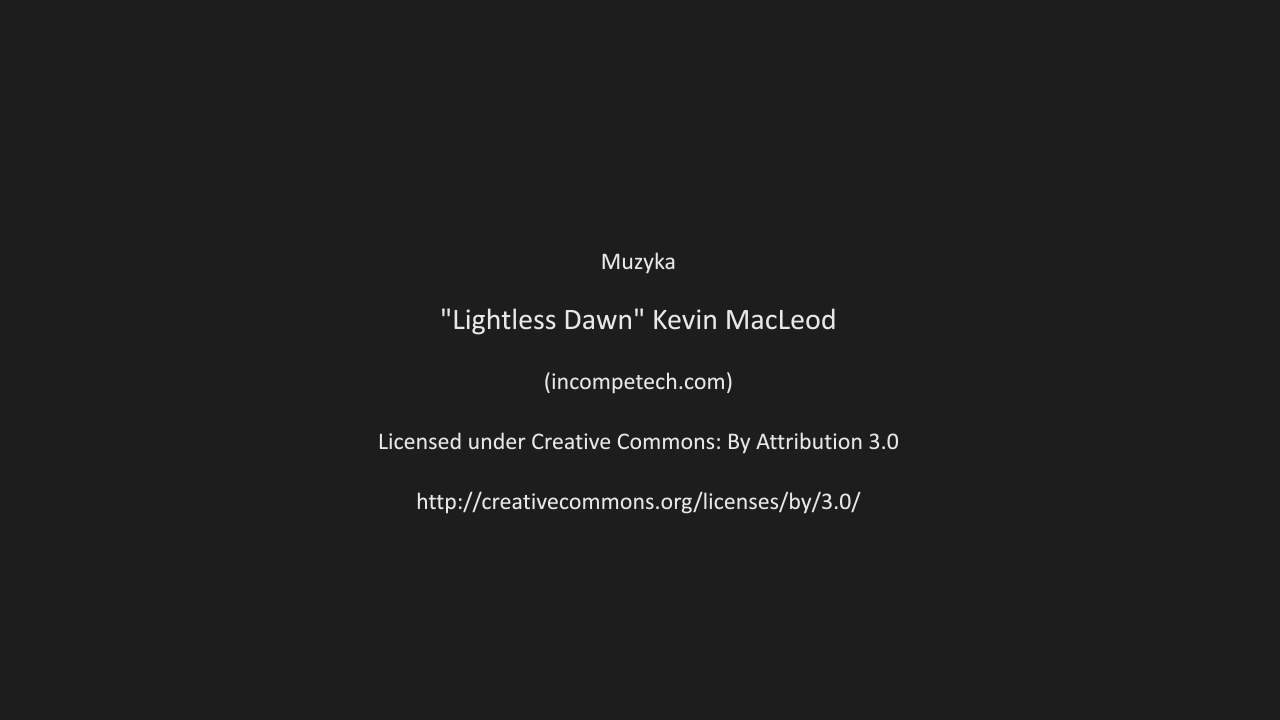 Muzyka
"Lightless Dawn" Kevin MacLeod
(incompetech.com)
Licensed under Creative Commons: By Attribution 3.0
http://creativecommons.org/licenses/by/3.0/